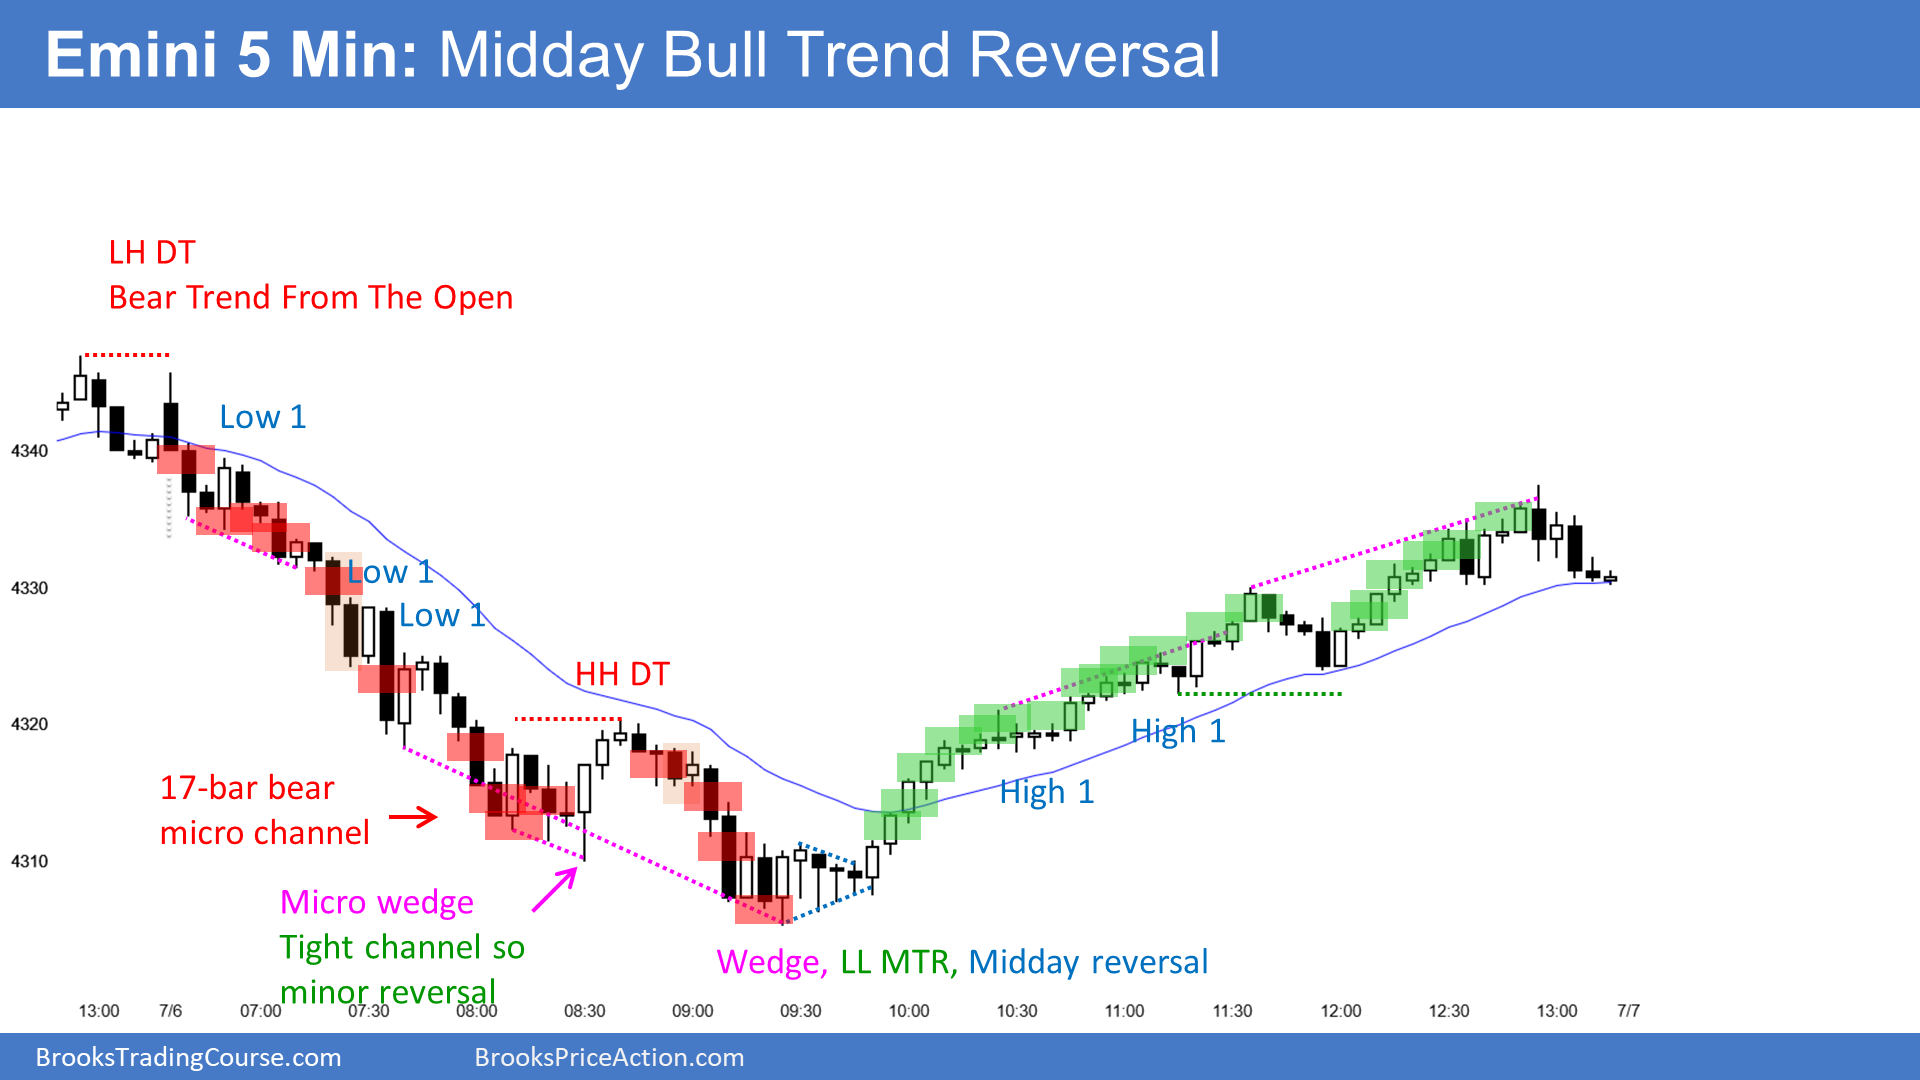 Emini 5 Min: Midday Bull Trend Reversal
LH DT
Bear Trend From The Open
Low 1
4340
Low 1
4330
Low 1
HH DT
4320
High 1
17-bar bear
micro channel
High 1
4310
Micro wedge
Tight channel so
minor reversal
Wedge, LL MTR, Midday reversal
13:00 7/6 07:00 07:30 08:00 08:30 09:00 09:30 10:00 10:30 11:00 11:30 12:00 12:30 13:00 7/7
BrooksTradingCourse.com BrooksPriceAction.com